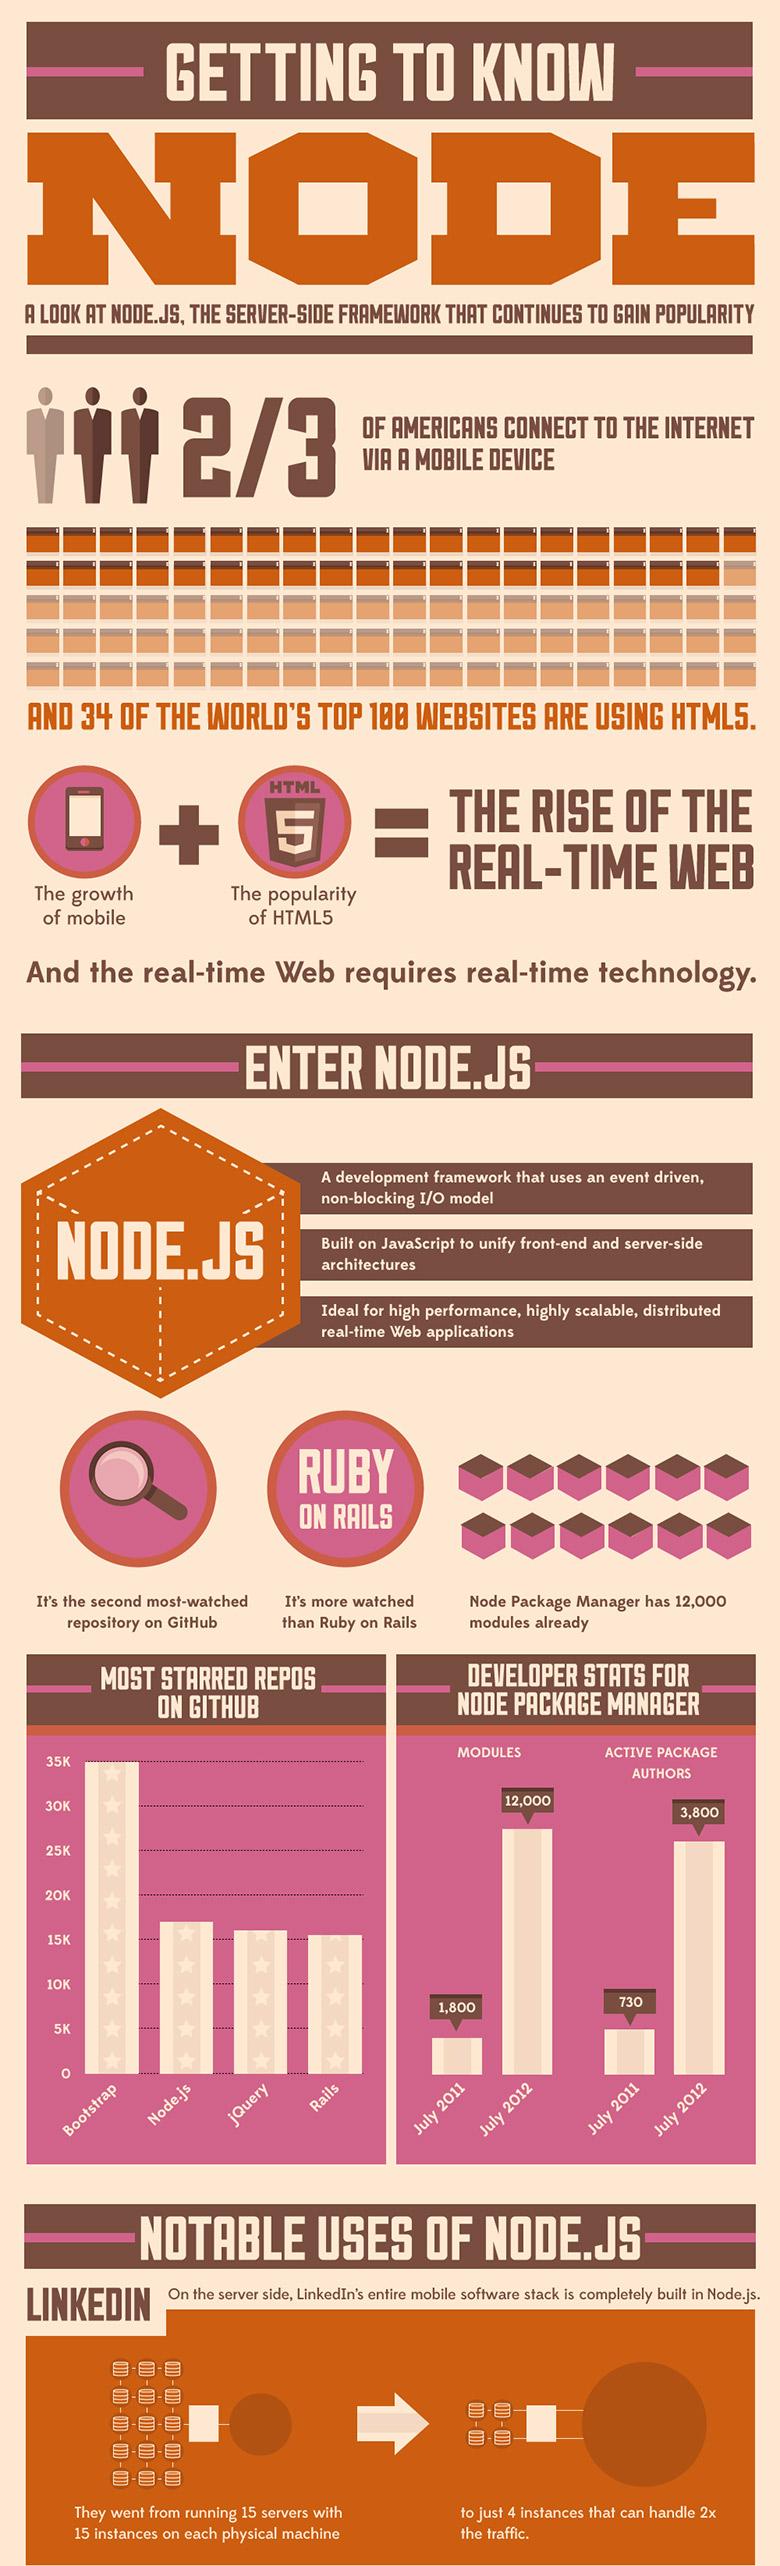 GETTING TO KNOW
NODE
A LOOK AT NODE.JS, THE SERVER-SIDE FRAMEWORK THAT CONTINUES TO GAIN POPULARITY
2/3
OF AMERICANS CONNECT TO THE INTERNET
VIA A MOBILE DEVICE
AND 34 OF THE WORLD'S TOP 100 WEBSITES ARE USING HTML5.
HTML
5
The growth
of mobile
The popularity
of HTML5
THE RISE OF THE
REAL-TIME WEB
And the real-time Web requires real-time technology.
ENTER NODE.JS
NODE.JS
A development framework that uses an event driven,
non-blocking I/O model
Built on JavaScript to unify front-end and server-side
architectures
Ideal for high performance, highly scalable, distributed
real-time Web applications
RUBY
ON RAILS
It's the second most-watched
repository on GitHub
It's more watched
than Ruby on Rails
Node Package Manager has 12,000
modules already
MOST STARRED REPOS
ON GITHUB
35K
30K
25K
20K
15K
10K
5K
0
Bootstrap
Node.js
jQuery
Rails
DEVELOPER STATS FOR
NODE PACKAGE MANAGER
MODULES
ACTIVE PACKAGE
AUTHORS
12,000
3,800
1,800
730
July 2011
July 2012
July 2011
July 2012
NOTABLE USES OF NODE.JS
LINKEDIN
On the server side, LinkedIn's entire mobile software stack is completely built in Node.js.
They went from running 15 servers with
15 instances on each physical machine
to just 4 instances that can handle 2x
the traffic.